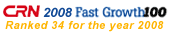 CRN 2008 Fast Growth100
Ranked 34 for the year 2008